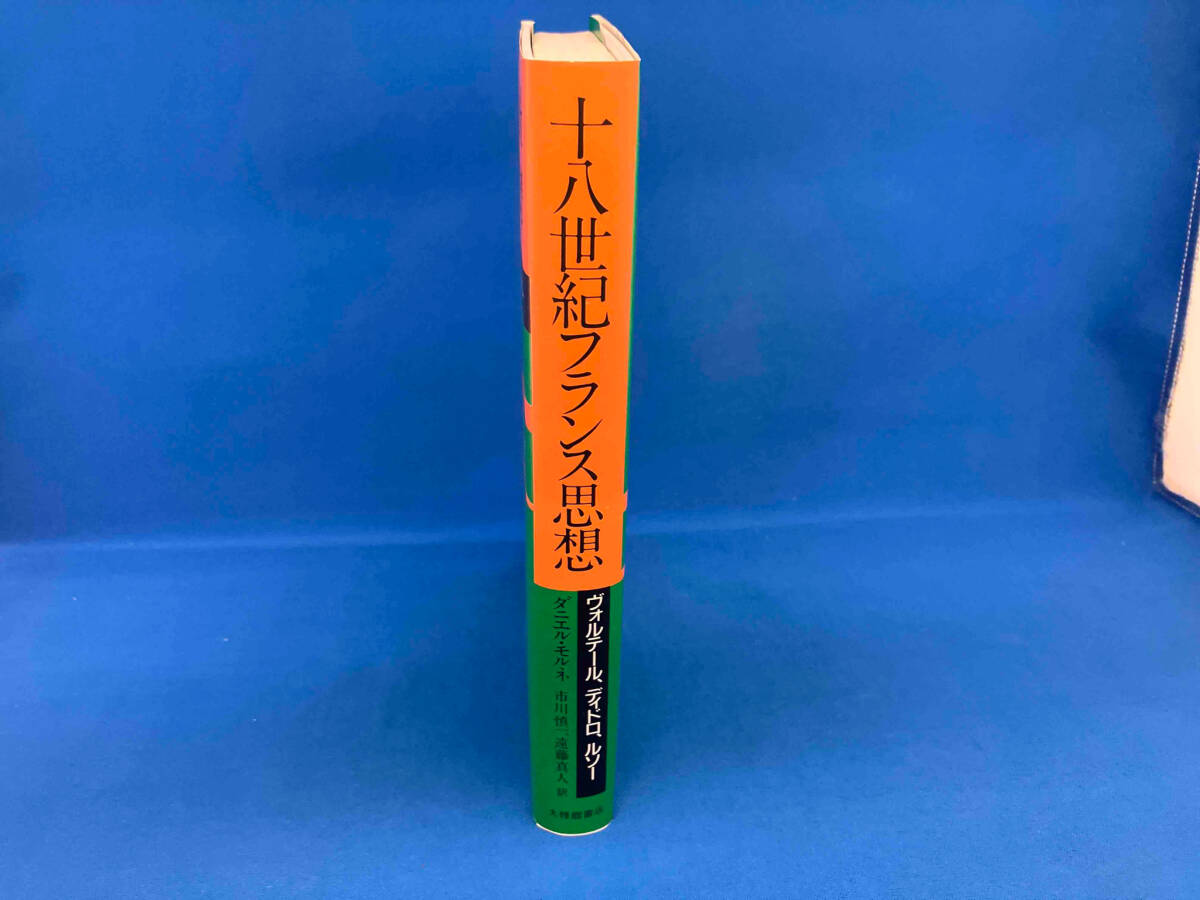 十八世紀フランス思想
ヴォルテール、ディドロ、ルソー
ダニエル・モルネ 市川慎一、遠藤真人 訳
大修館書店